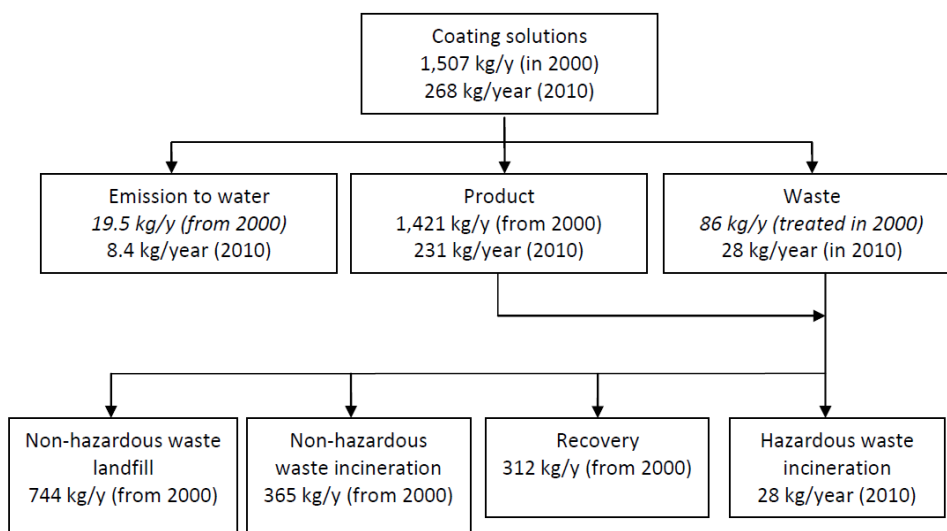 Coating solutions
1,507 kg/y (in 2000)
268 kg/year (2010)
Emission to water
19.5 kg/y (from 2000)
8.4 kg/year (2010)
Product
1,421 kg/y (from 2000)
231 kg/year (2010)
Waste
86 kg/y (treated in 2000)
28 kg/year (in 2010)
Non-hazardous waste
landfill
744 kg/y (from 2000)
Non-hazardous
waste incineration
365 kg/y (from 2000)
Recovery
312 kg/y (from 2000)
Hazardous waste
incineration
28 kg/year (2010)